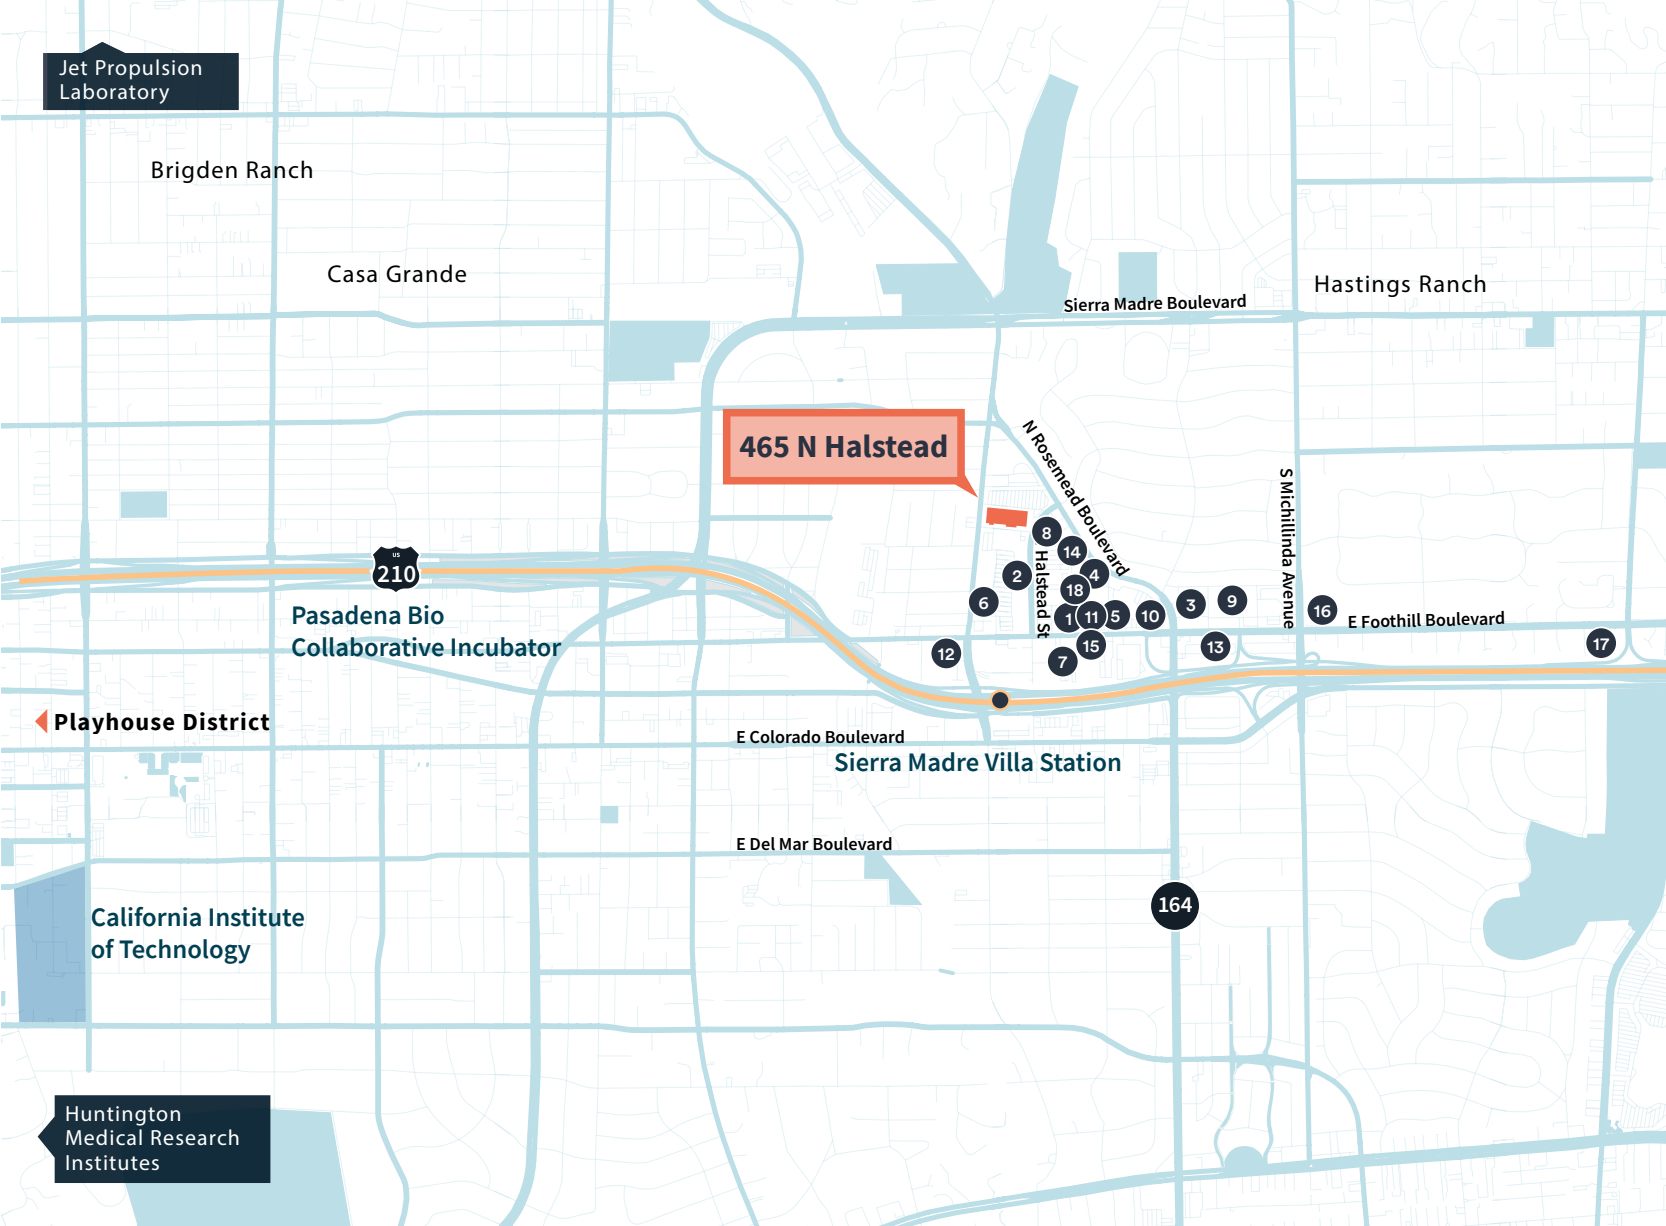 Jet Propulsion
Laboratory
Brigden Ranch
Casa Grande
Hastings Ranch
Sierra Madre Boulevard
465 N Halstead
N Rosemead Boulevard
S Michillinda Avenue
8
14
Halstead St
2
4
18
6
3
9
16
1
11
5
10
E Foothill Boulevard
US
210
Pasadena Bio
Collaborative Incubator
12
15
13
17
7
Playhouse District
E Colorado Boulevard
Sierra Madre Villa Station
E Del Mar Boulevard
164
California Institute
of Technology
Huntington
Medical Research
Institutes